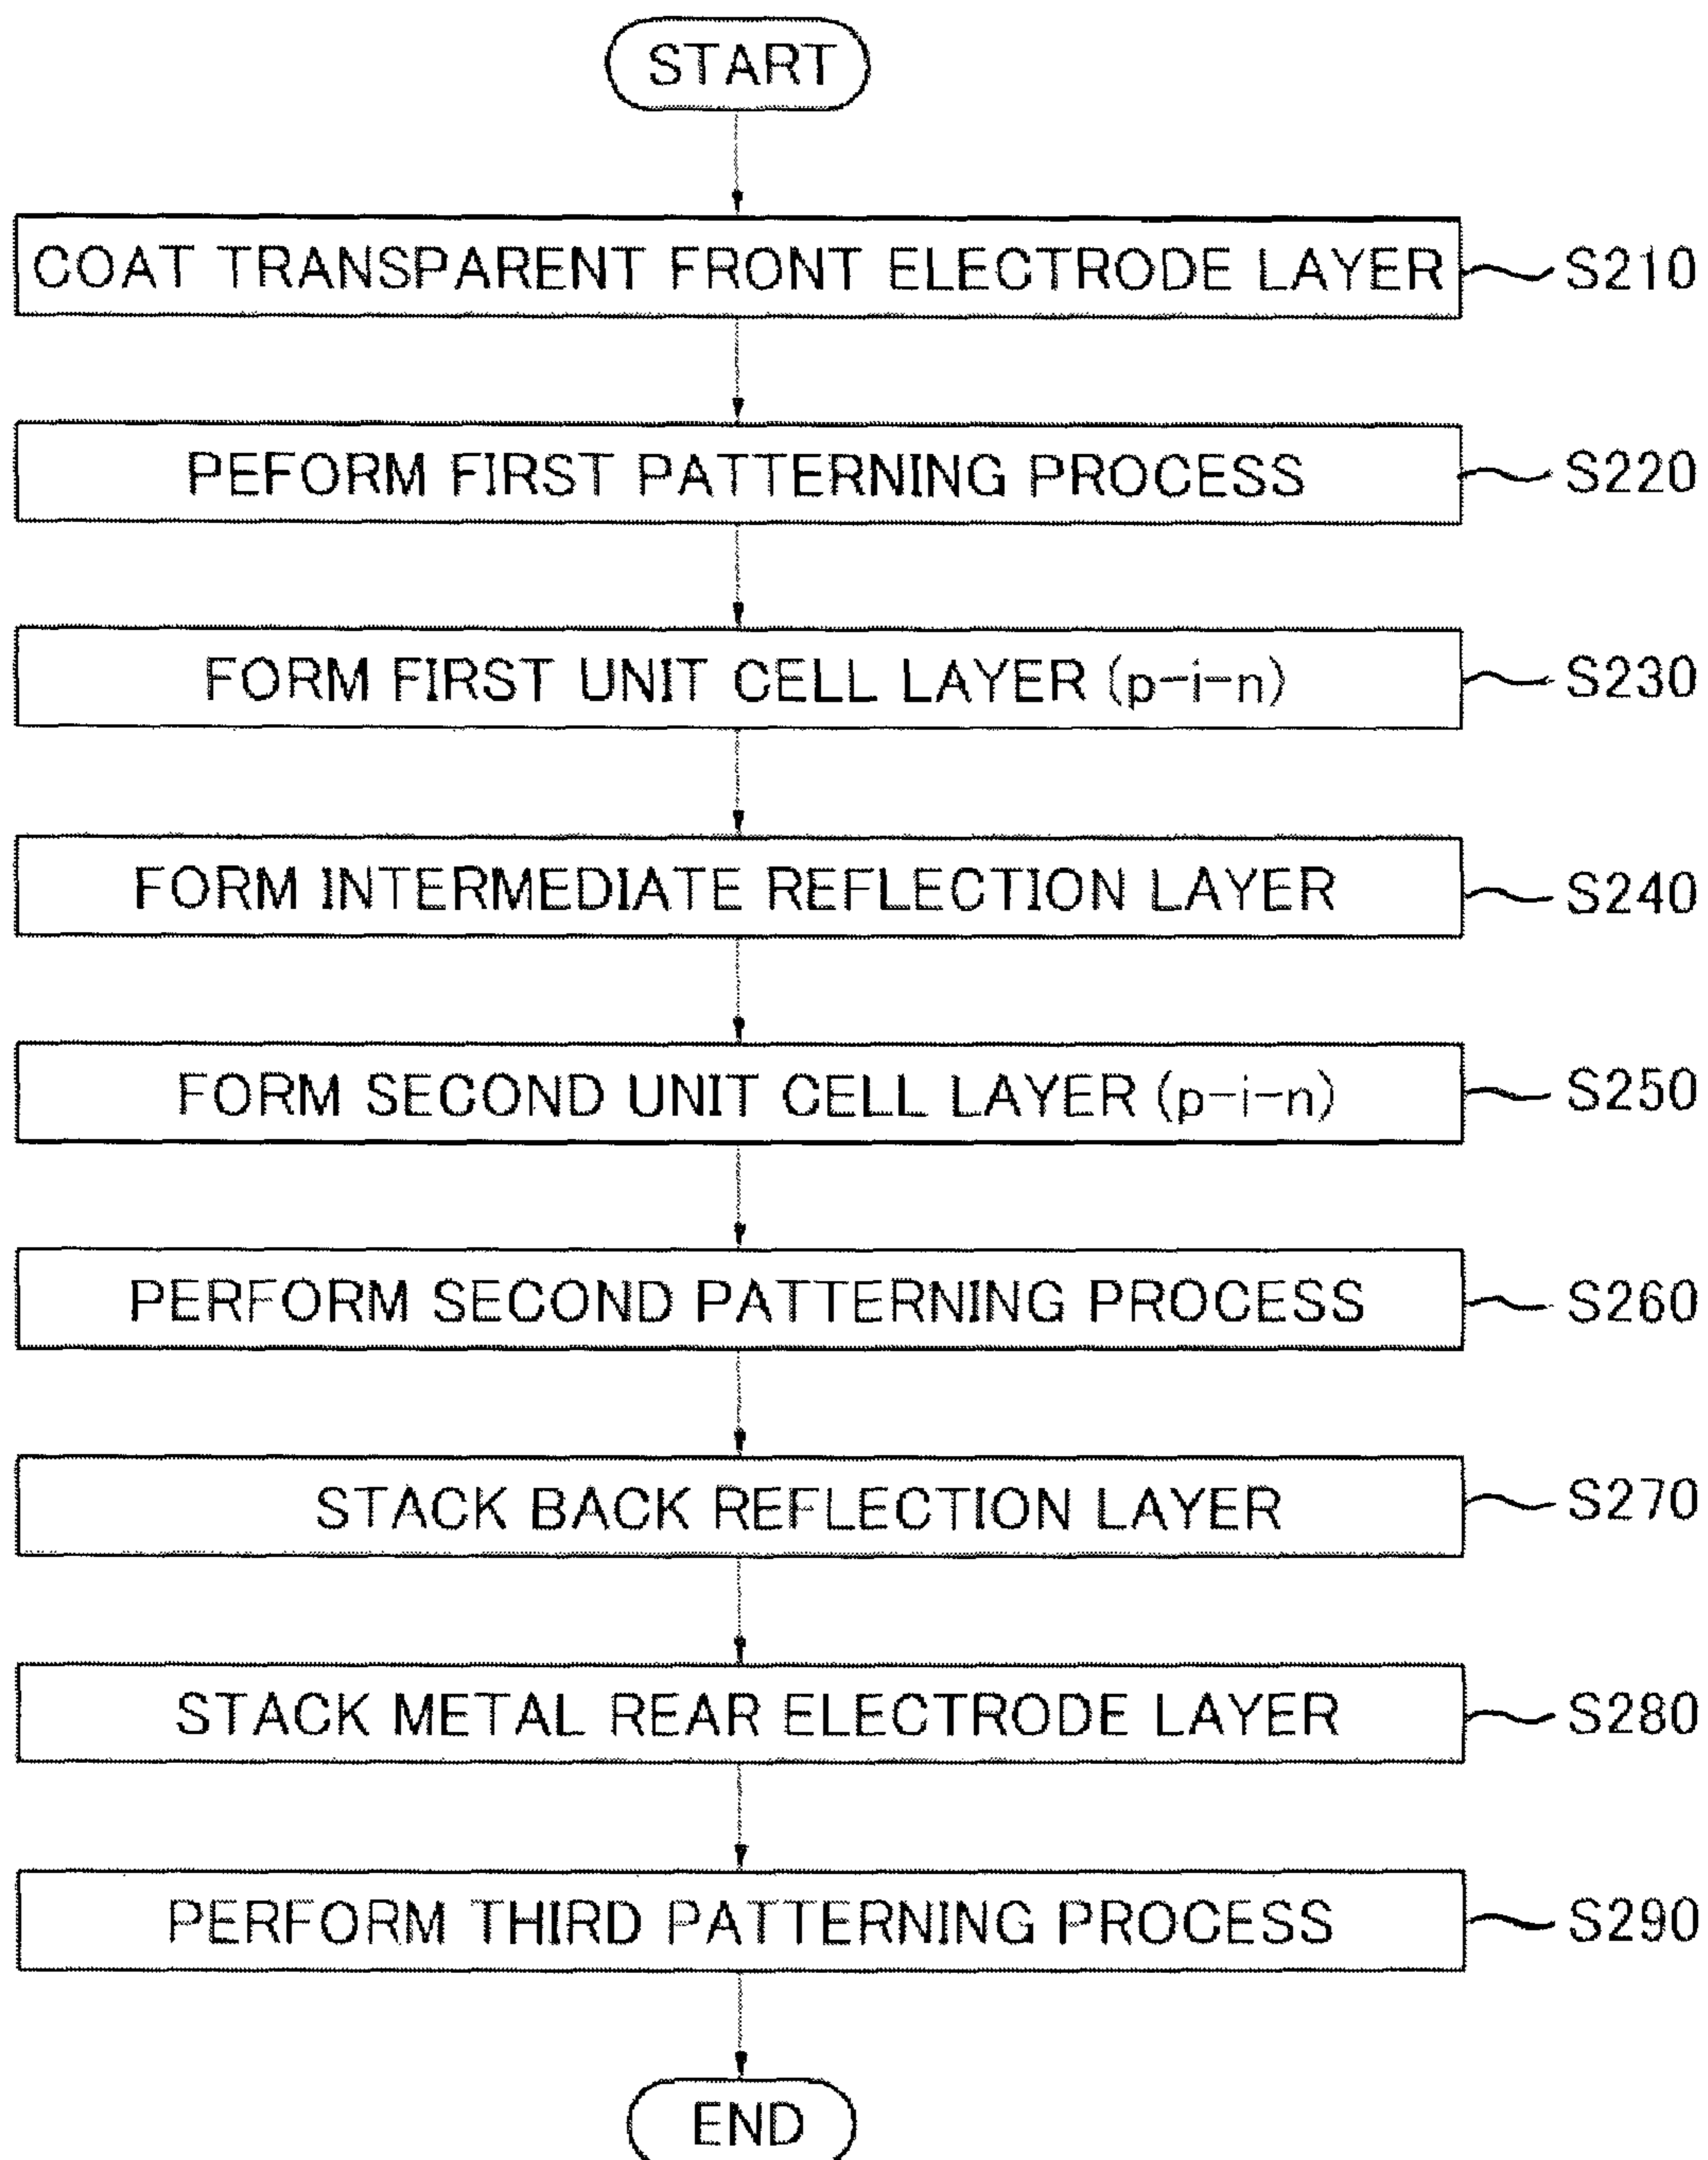 START
COAT TRANSPARENT FRONT ELECTRODE LAYER S210
PEFORM FIRST PATTERNING PROCESS S220
FORM FIRST UNIT CELL LAYER (p-i-n) S230
FORM INTERMEDIATE REFLECTION LAYER S240
FORM SECOND UNIT CELL LAYER (p-i-n) S250
PERFORM SECOND PATTERNING PROCESS S260
STACK BACK REFLECTION LAYER S270
STACK METAL REAR ELECTRODE LAYER S280
PERFORM THIRD PATTERNING PROCESS S290
END